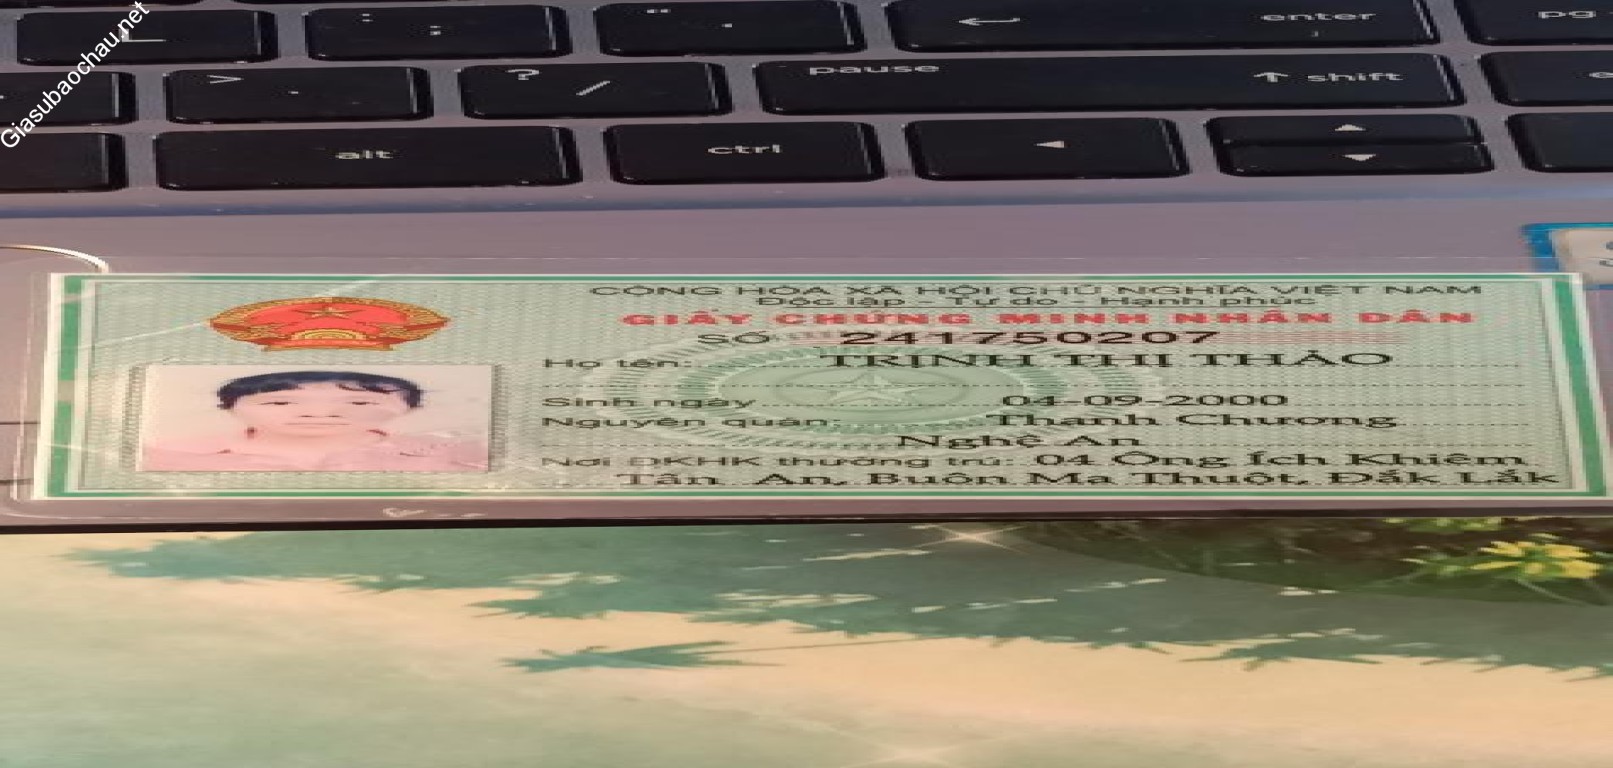 Giasubaochau.net
enter
pg
pause
shift
alt
ctrl
CỘNG HÒA XÃ HỘI CHỦ NGHĨA VIỆT NAM
Độc lập - Tự do - Hạnh phúc
GIẤY CHỨNG MINH NHÂN DÂN
SỐ 241750207
Họ tên: TRỊNH THỊ THẢO
Sinh ngày 04-09-2000
Nguyên quán: Thanh Chương
Nghệ An
Nơi ĐKHK thường trú: 04 Ông Ích Khiêm
Tân An, Buôn Ma Thuột, Đắk Lắk